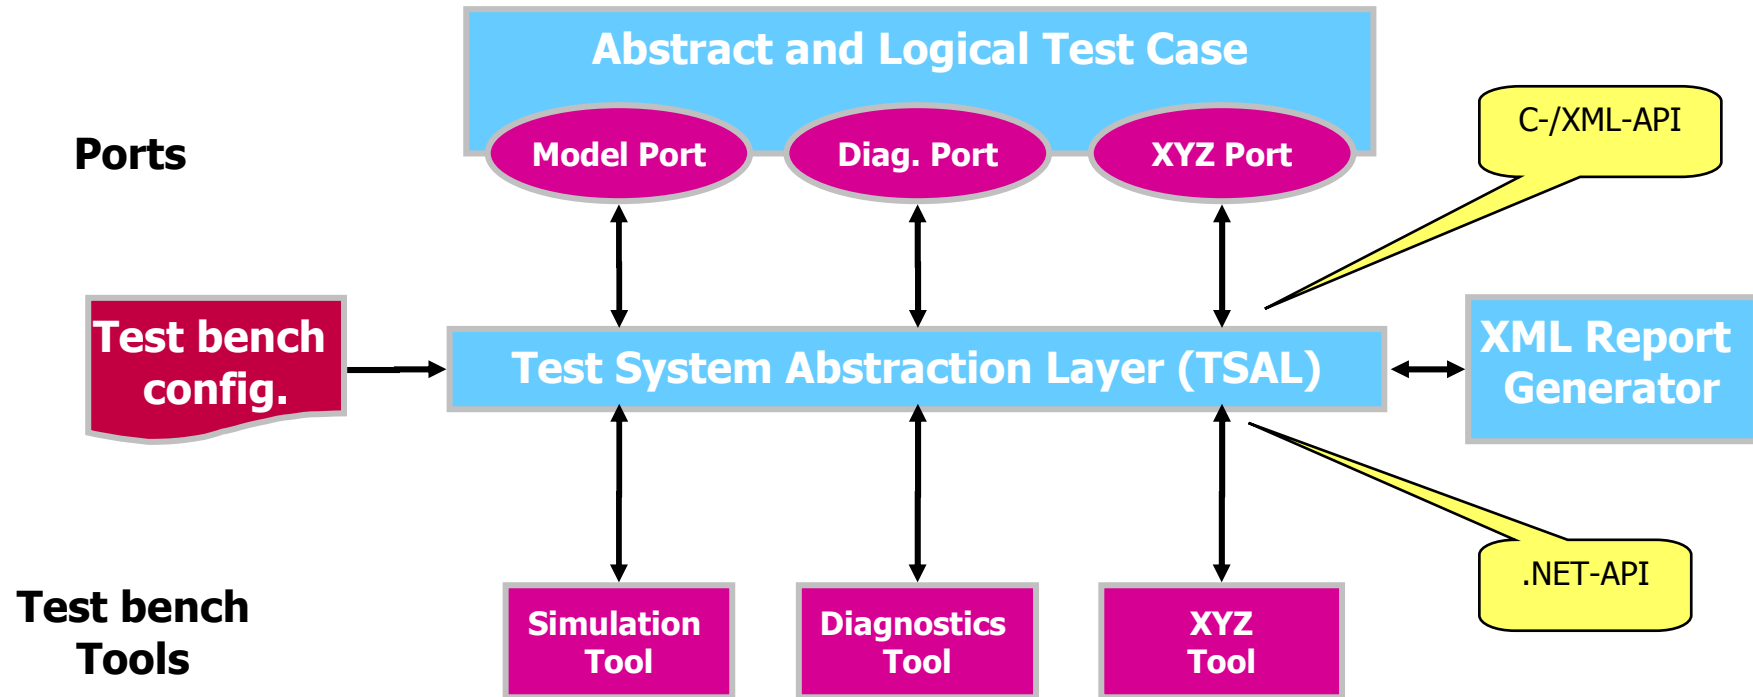 Abstract and Logical Test Case
C-/XML-API
Ports
Model Port
Diag. Port
XYZ Port
Test bench
config.
Test System Abstraction Layer (TSAL)
XML Report
Generator
.NET-API
Test bench
Tools
Simulation
Tool
Diagnostics
Tool
XYZ
Tool